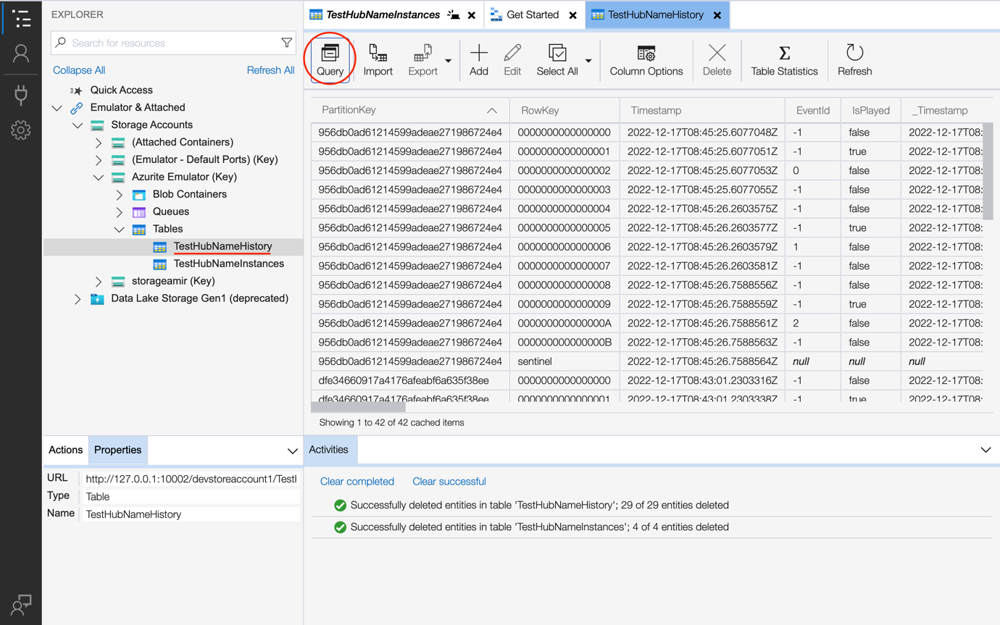 EXPLORER
Search for resources
Collapse All Refresh All
Quick Access
Emulator & Attached
Storage Accounts
(Attached Containers)
(Emulator - Default Ports) (Key)
Azurite Emulator (Key)
Blob Containers
Queues
Tables
TestHubNameHistory
TestHubNameInstances
storageamir (Key)
Data Lake Storage Gen1 (deprecated)
Actions Properties
URL http://127.0.0.1:10002/devstoreaccount1/Testl
Type Table
Name TestHubNameHistory
TestHubNameInstances Get Started TestHubNameHistory
Query Import Export Add Edit Select All Column Options Delete Table Statistics Refresh
PartitionKey RowKey Timestamp EventId IsPlayed _Timestamp
956db0ad61214599adeae271986724e4 0000000000000000 2022-12-17T08:45:25.6077048Z -1 false 2022-12-17T08:
956db0ad61214599adeae271986724e4 0000000000000001 2022-12-17T08:45:25.6077051Z -1 true 2022-12-17T08:
956db0ad61214599adeae271986724e4 0000000000000002 2022-12-17T08:45:25.6077053Z 0 false 2022-12-17T08:
956db0ad61214599adeae271986724e4 0000000000000003 2022-12-17T08:45:25.6077055Z -1 false 2022-12-17T08:
956db0ad61214599adeae271986724e4 0000000000000004 2022-12-17T08:45:26.2603575Z -1 false 2022-12-17T08:
956db0ad61214599adeae271986724e4 0000000000000005 2022-12-17T08:45:26.2603577Z -1 true 2022-12-17T08:
956db0ad61214599adeae271986724e4 0000000000000006 2022-12-17T08:45:26.2603579Z 1 false 2022-12-17T08:
956db0ad61214599adeae271986724e4 0000000000000007 2022-12-17T08:45:26.2603581Z -1 false 2022-12-17T08:
956db0ad61214599adeae271986724e4 0000000000000008 2022-12-17T08:45:26.7588556Z -1 false 2022-12-17T08:
956db0ad61214599adeae271986724e4 0000000000000009 2022-12-17T08:45:26.7588559Z -1 true 2022-12-17T08:
956db0ad61214599adeae271986724e4 000000000000000A 2022-12-17T08:45:26.7588561Z 2 false 2022-12-17T08:
956db0ad61214599adeae271986724e4 000000000000000B 2022-12-17T08:45:26.7588563Z -1 false 2022-12-17T08:
956db0ad61214599adeae271986724e4 sentinel 2022-12-17T08:45:26.7588564Z null null null
dfe34660917a4176afeabf6a635f38ee 0000000000000000 2022-12-17T08:43:01.2303316Z -1 false 2022-12-17T08:
dfe34660917a4176afeabf6a635f38ee 0000000000000001 2022-12-17T08:43:01.2303338Z -1 true 2022-12-17T08:
Showing 1 to 42 of 42 cached items
Activities
Clear completed Clear successful
Successfully deleted entities in table 'TestHubNameHistory'; 29 of 29 entities deleted
Successfully deleted entities in table 'TestHubNameInstances'; 4 of 4 entities deleted